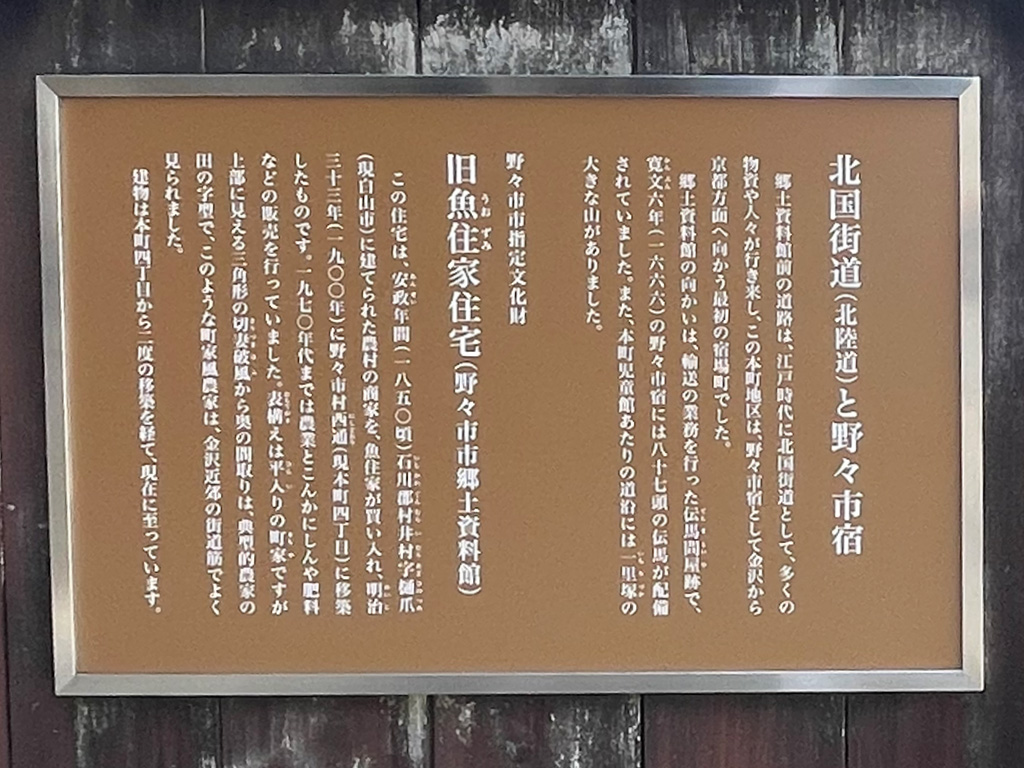 北国街道(北陸道)と野々市宿
郷土資料館前の道路は、江戸時代に北国街道として、多くの
物資や人々が行き来し、この本町地区は、野々市宿として金沢から
京都方面へ向かう最初の宿場町でした。
郷土資料館の向かいは、輸送の業務を行った伝馬問屋跡で、
寛文六年(一六六六)の野々市宿には八十七頭の伝馬が配備
されていました。また、本町児童館あたりの道沿には一里塚の
大きな山がありました。
野々市市指定文化財
旧魚住家住宅(野々市市郷土資料館)
この住宅は、安政年間(一八五〇頃)石川郡村井村字樋爪
(現白山市)に建てられた農村の商家を、魚住家が買い入れ、明治
三十三年(一九〇〇年)に野々市村西通(現本町四丁目)に移築
したものです。一九七〇年代までは農業とこんかにしんや肥料
などの販売を行っていました。表構えは平入りの町家ですが
上部に見える三角形の切妻破風から奥の間取りは、典型的農家の
田の字型で、このような町家風農家は、金沢近郊の街道筋でよく
見られました。
建物は本町四丁目から二度の移築を経て、現在に至っています。